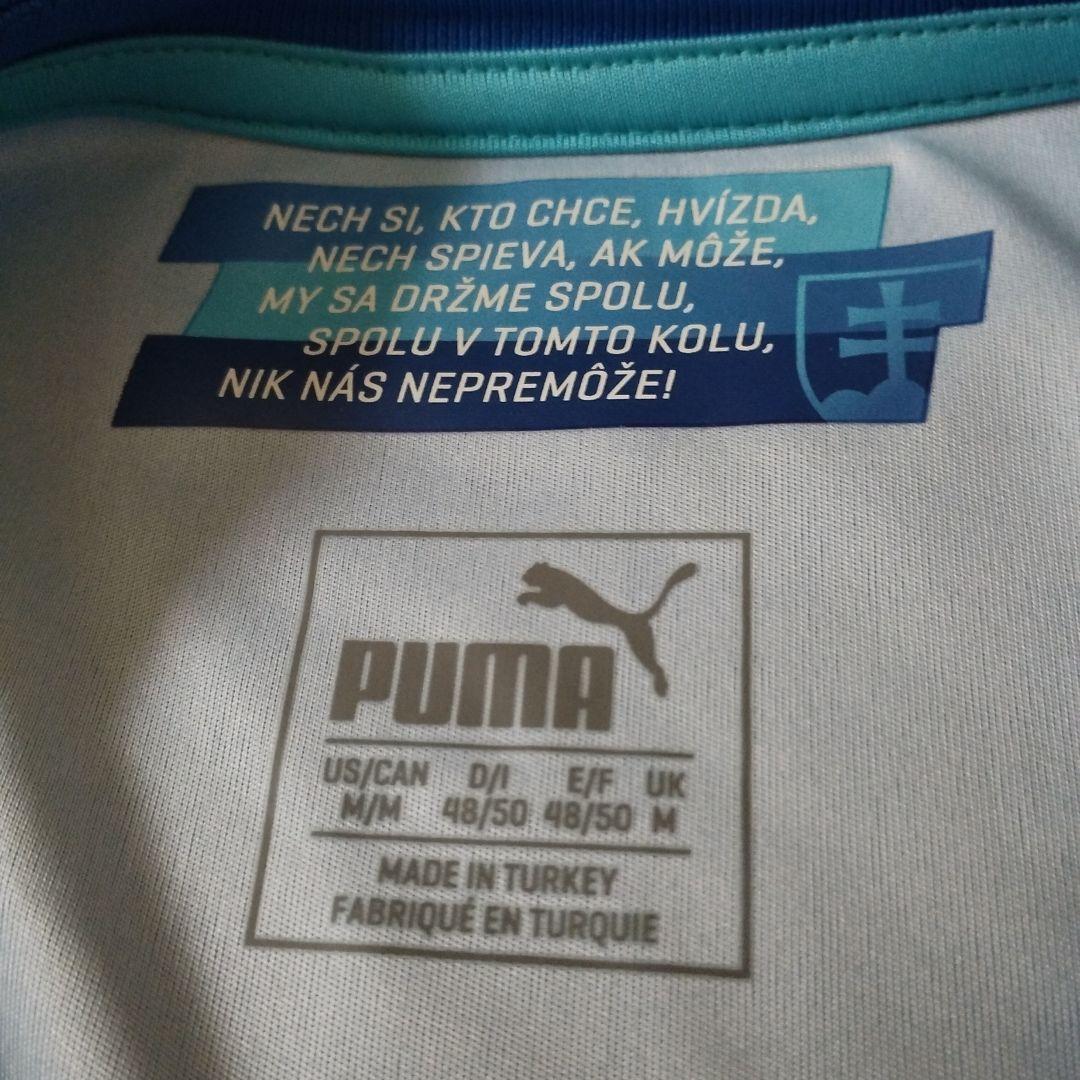 NECH SI, KTO CHCE, HVÍZDA,
NECH SPIEVA, AK MÔŽE,
MY SA DRŽME SPOLU,
SPOLU V TOMTO KOLU,
NIK NÁS NEPREMÔŽE!
PUMA
US/CAN D/I E/F UK
M/M 48/50 48/50 M
MADE IN TURKEY
FABRIQUÉ EN TURQUIE